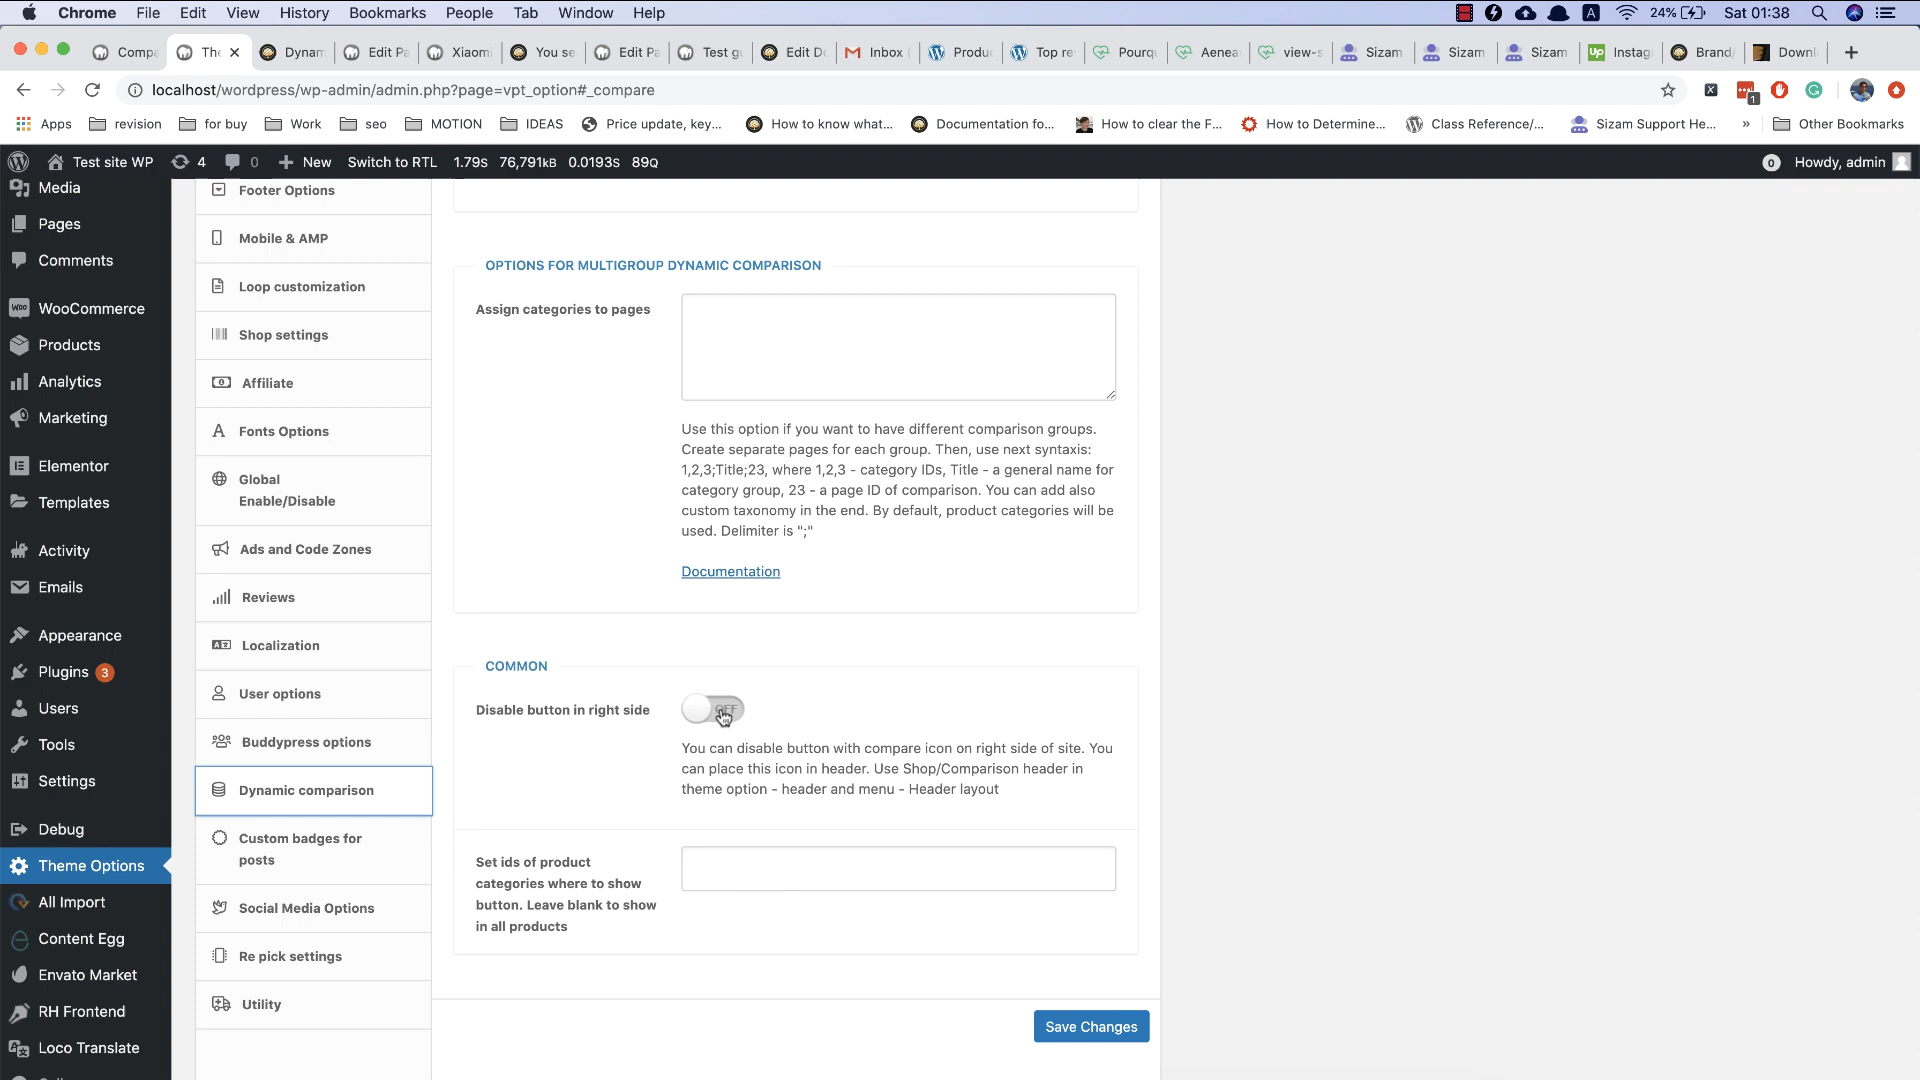 Chrome File Edit View History Bookmarks People Tab Window Help A 24% Sat 01:38
Compa The Dynam Edit Pa Xiaomi You se Edit Pa Test gu Edit Do Inbox ( Produc Top re Pourqu Aenea view-s Sizam Sizam Sizam Up Instag Brand/ Downl
localhost/wordpress/wp-admin/admin.php?page=vpt_option#_compare 1
Apps revision for buy Work seo MOTION IDEAS Price update, key... How to know what... Documentation fo... How to clear the F... How to Determine... Class Reference/... Sizam Support He... » Other Bookmarks
Test site WP 4 0 New Switch to RTL 1.79S 76,791KB 0.0193S 89Q 0 Howdy, admin
Media
Pages
Comments
WooCommerce
Products
Analytics
Marketing
Elementor
Templates
Activity
Emails
Appearance
Plugins 3
Users
Tools
Settings
Debug
Theme Options
All Import
Content Egg
Envato Market
RH Frontend
Loco Translate
Footer Options
Mobile & AMP
Loop customization
Shop settings
Affiliate
Fonts Options
Global
Enable/Disable
Ads and Code Zones
Reviews
Localization
User options
Buddypress options
Dynamic comparison
Custom badges for
posts
Social Media Options
Re pick settings
Utility
OPTIONS FOR MULTIGROUP DYNAMIC COMPARISON
Assign categories to pages
Use this option if you want to have different comparison groups.
Create separate pages for each group. Then, use next syntaxis:
1,2,3;Title;23, where 1,2,3 - category IDs, Title - a general name for
category group, 23 - a page ID of comparison. You can add also
custom taxonomy in the end. By default, product categories will be
used. Delimiter is ";"
Documentation
COMMON
Disable button in right side OFF
You can disable button with compare icon on right side of site. You
can place this icon in header. Use Shop/Comparison header in
theme option - header and menu - Header layout
Set ids of product
categories where to show
button. Leave blank to show
in all products
Save Changes